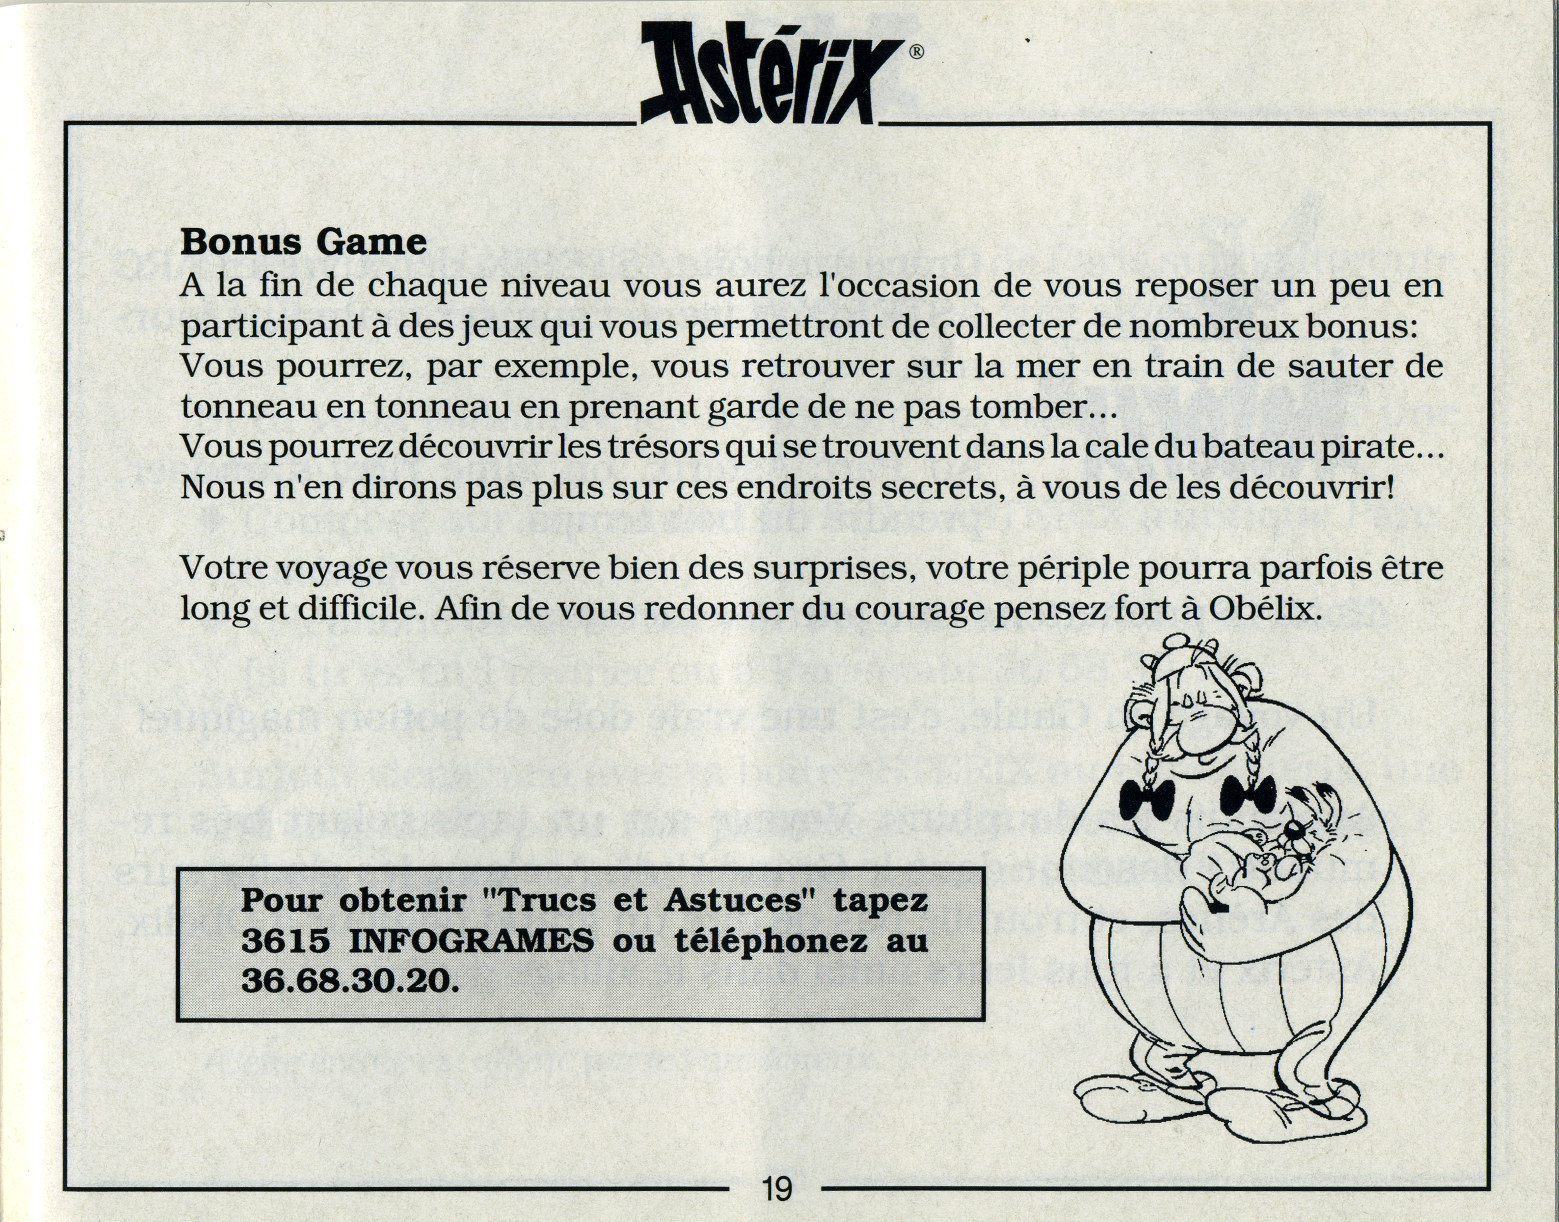 Astérix®
Bonus Game
A la fin de chaque niveau vous aurez l'occasion de vous reposer un peu en
participant à des jeux qui vous permettront de collecter de nombreux bonus:
Vous pourrez, par exemple, vous retrouver sur la mer en train de sauter de
tonneau en tonneau en prenant garde de ne pas tomber...
Vous pourrez découvrir les trésors qui se trouvent dans la cale du bateau pirate...
Nous n'en dirons pas plus sur ces endroits secrets, à vous de les découvrir!
Votre voyage vous réserve bien des surprises, votre périple pourra parfois être
long et difficile. Afin de vous redonner du courage pensez fort à Obélix.
Pour obtenir "Trucs et Astuces" tapez
3615 INFOGRAMES ou téléphonez au
36.68.30.20.
19